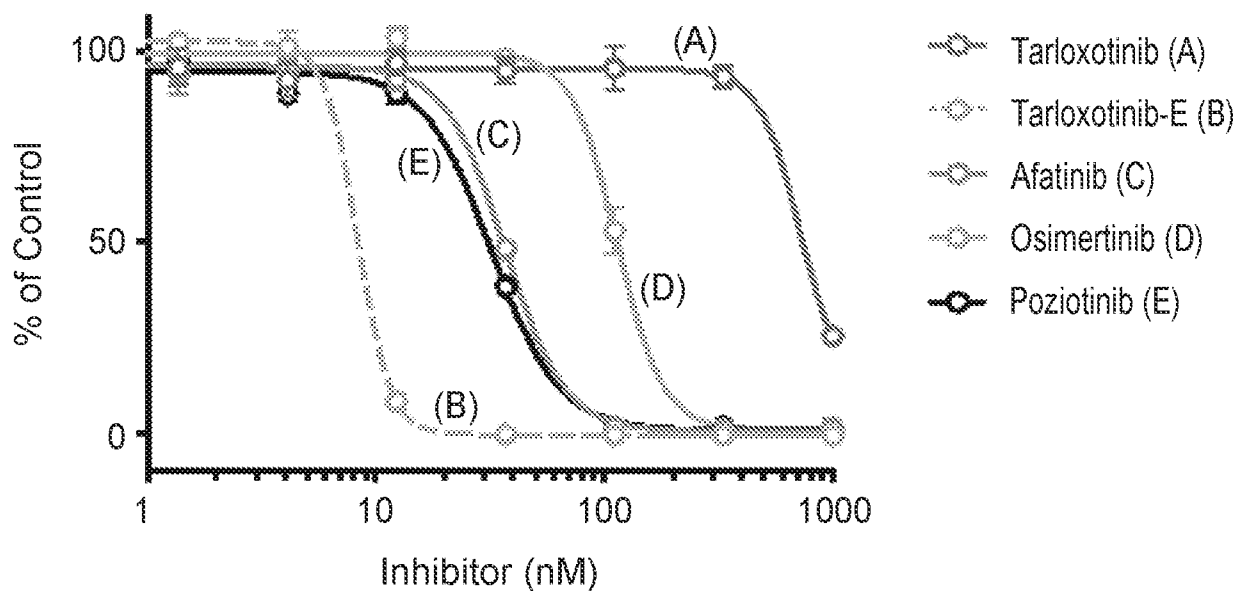 100
50
0
% of Control
1
10
100
1000
Inhibitor (nM)
(A)
(C)
(E)
(D)
(B)
Tarloxotinib (A)
Tarloxotinib-E (B)
Afatinib (C)
Osimertinib (D)
Poziotinib (E)